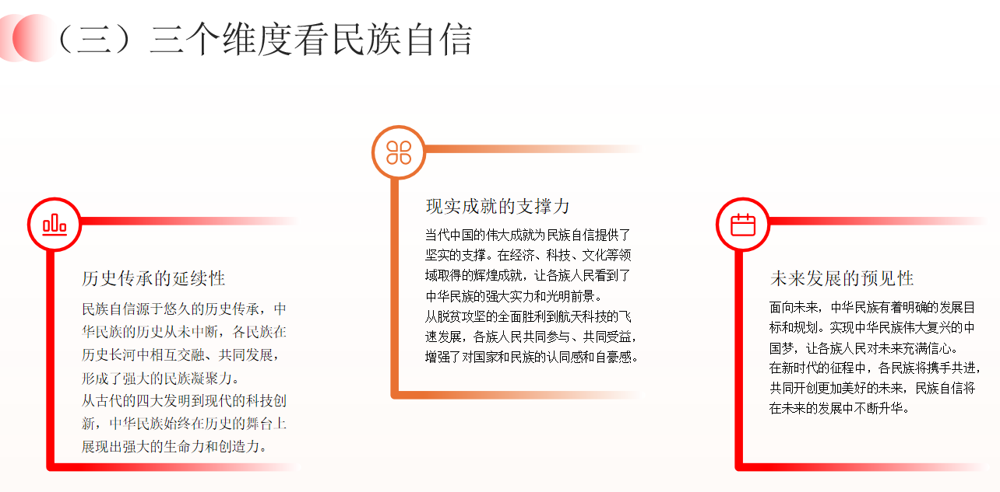 （三）三个维度看民族自信
历史传承的延续性
民族自信源于悠久的历史传承，中
华民族的历史从未中断，各民族在
历史长河中相互交融、共同发展，
形成了强大的民族凝聚力。
从古代的四大发明到现代的科技创
新，中华民族始终在历史的舞台上
展现出强大的生命力和创造力。
现实成就的支撑力
当代中国的伟大成就为民族自信提供了
坚实的支撑。在经济、科技、文化等领
域取得的辉煌成就，让各族人民看到了
中华民族的强大实力和光明前景。
从脱贫攻坚的全面胜利到航天科技的飞
速发展，各族人民共同参与、共同受益，
增强了对国家和民族的认同感和自豪感。
未来发展的预见性
面向未来，中华民族有着明确的发展目
标和规划。实现中华民族伟大复兴的中
国梦，让各族人民对未来充满信心。
在新时代的征程中，各民族将携手共进，
共同开创更加美好的未来，民族自信将
在未来的发展中不断升华。